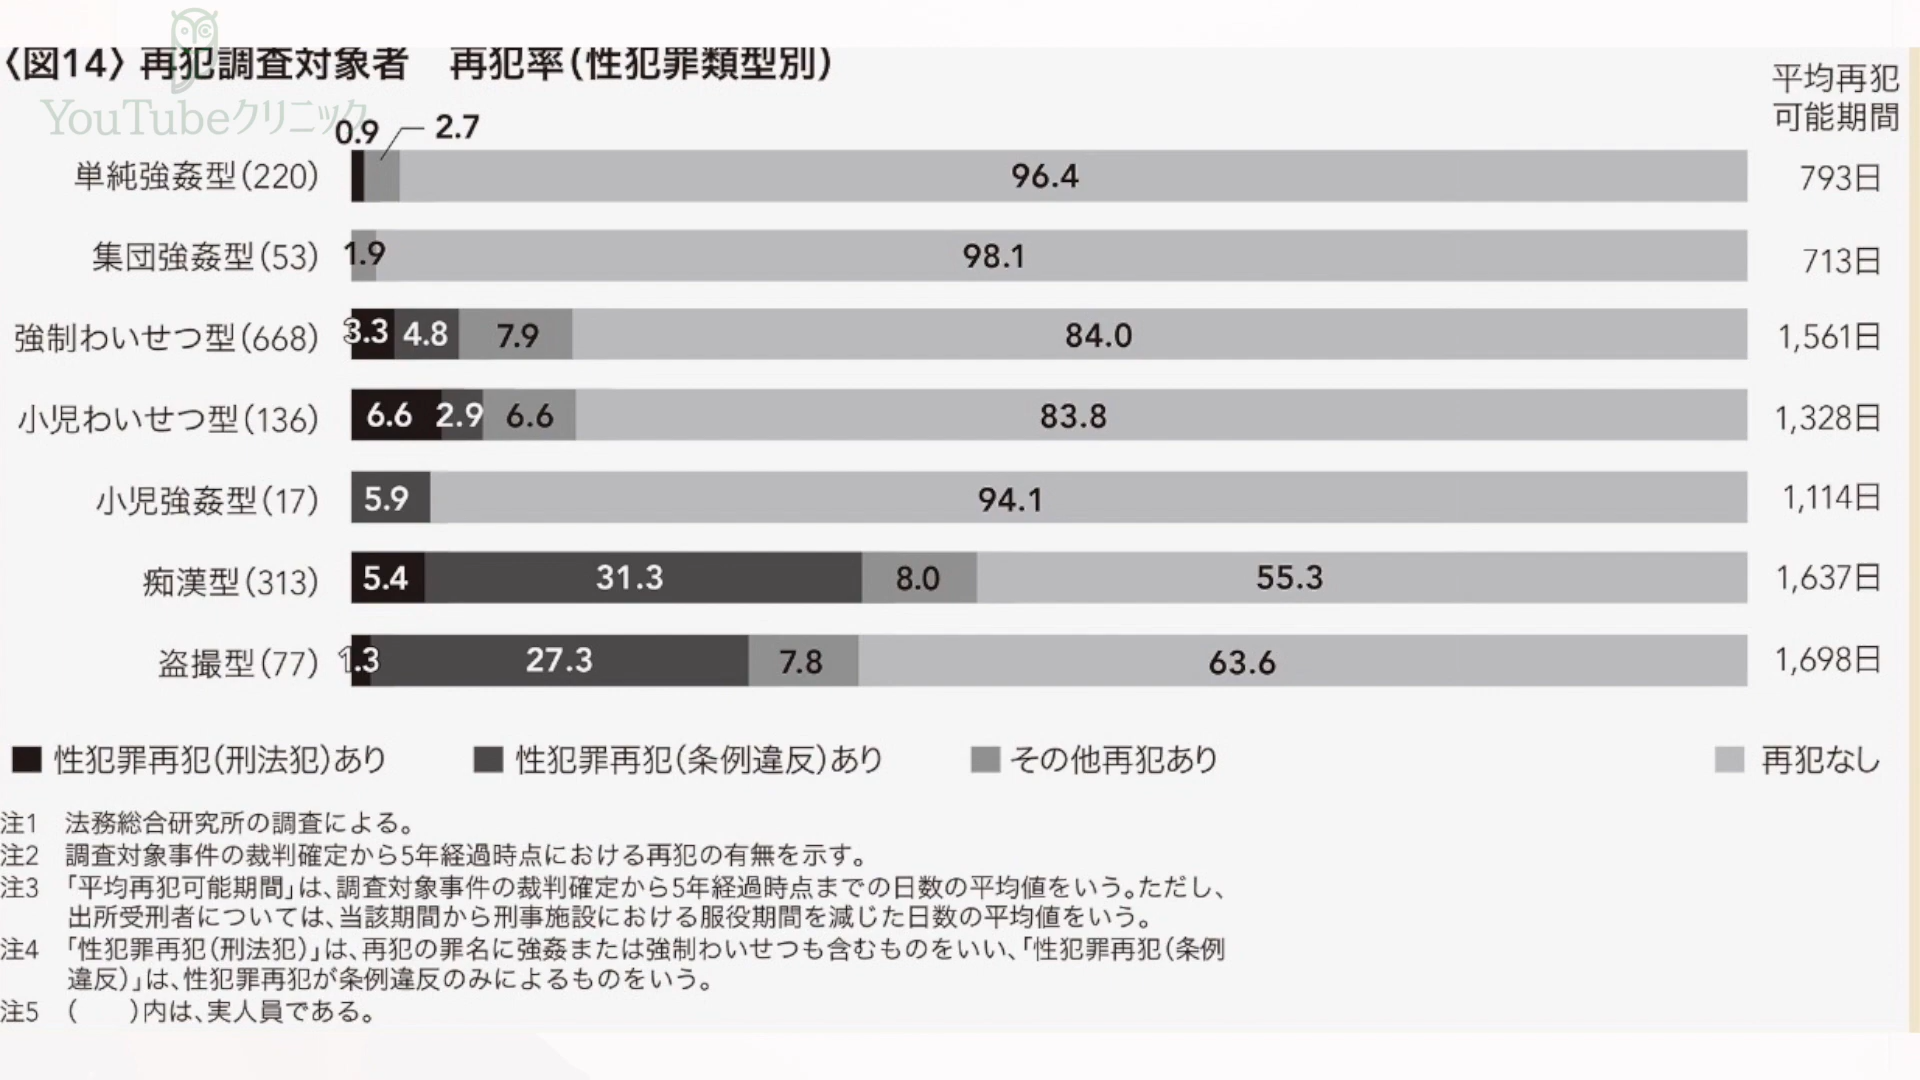 〈図14〉再犯調査対象者　再犯率(性犯罪類型別)
YouTubeクリニック
平均再犯
可能期間
0.9 2.7
単純強姦型(220) 96.4 793日
集団強姦型(53) 1.9 98.1 713日
強制わいせつ型(668) 3.3 4.8 7.9 84.0 1,561日
小児わいせつ型(136) 6.6 2.9 6.6 83.8 1,328日
小児強姦型(17) 5.9 94.1 1,114日
痴漢型(313) 5.4 31.3 8.0 55.3 1,637日
盗撮型(77) 1.3 27.3 7.8 63.6 1,698日
性犯罪再犯(刑法犯)あり 性犯罪再犯(条例違反)あり その他再犯あり 再犯なし
注1　法務総合研究所の調査による。
注2　調査対象事件の裁判確定から5年経過時点における再犯の有無を示す。
注3　「平均再犯可能期間」は、調査対象事件の裁判確定から5年経過時点までの日数の平均値をいう。ただし、
出所受刑者については、当該期間から刑事施設における服役期間を減じた日数の平均値をいう。
注4　「性犯罪再犯(刑法犯)」は、再犯の罪名に強姦または強制わいせつも含むものをいい、「性犯罪再犯(条例
違反)」は、性犯罪再犯が条例違反のみによるものをいう。
注5　(　　)内は、実人員である。